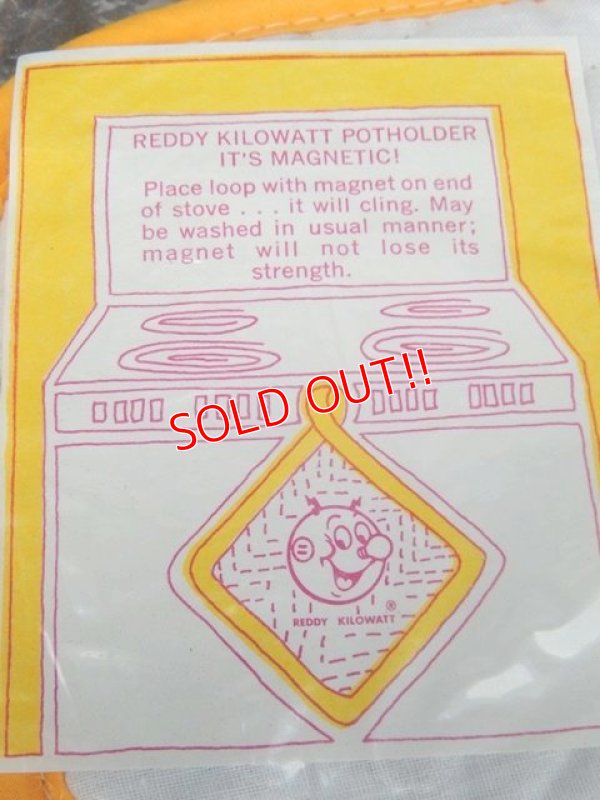 REDDY KILOWATT POTHOLDER
IT'S MAGNETIC!
Place loop with magnet on end
of stove . . . it will cling. May
be washed in usual manner;
magnet will not lose its
strength.
SOLD OUT!!
REDDY KILOWATT ®